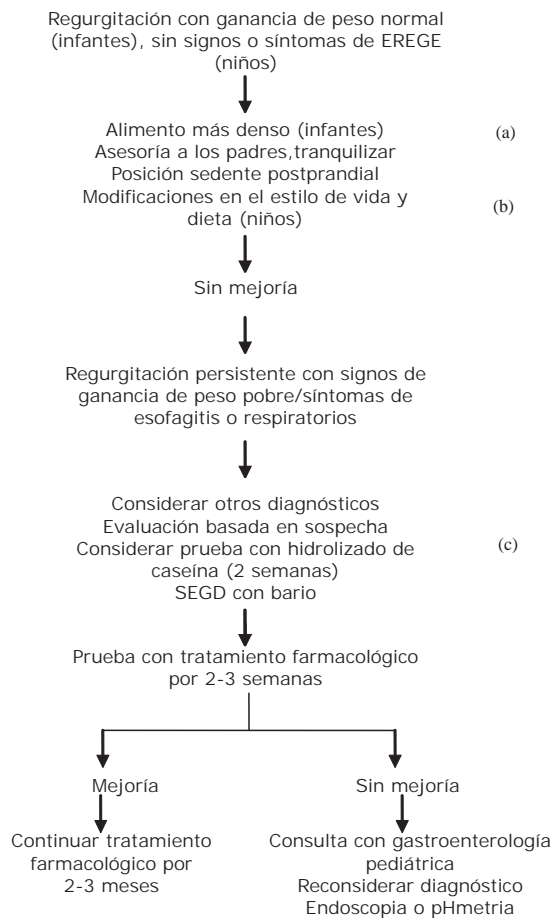 Regurgitación con ganancia de peso normal
(infantes), sin signos o síntomas de EREGE
(niños)
Alimento más denso (infantes)
(a)
Asesoría a los padres,tranquilizar
Posición sedente postprandial
Modificaciones en el estilo de vida y
(b)
dieta (niños)
Sin mejoría
Regurgitación persistente con signos de
ganancia de peso pobre/síntomas de
esofagitis o respiratorios
Considerar otros diagnósticos
Evaluación basada en sospecha
Considerar prueba con hidrolizado de
(c)
caseína (2 semanas)
SEGD con bario
Prueba con tratamiento farmacológico
por 2-3 semanas
Mejoría
Sin mejoría
Continuar tratamiento
farmacológico por
2-3 meses
Consulta con gastroenterología
pediátrica
Reconsiderar diagnóstico
Endoscopia o pHmetria